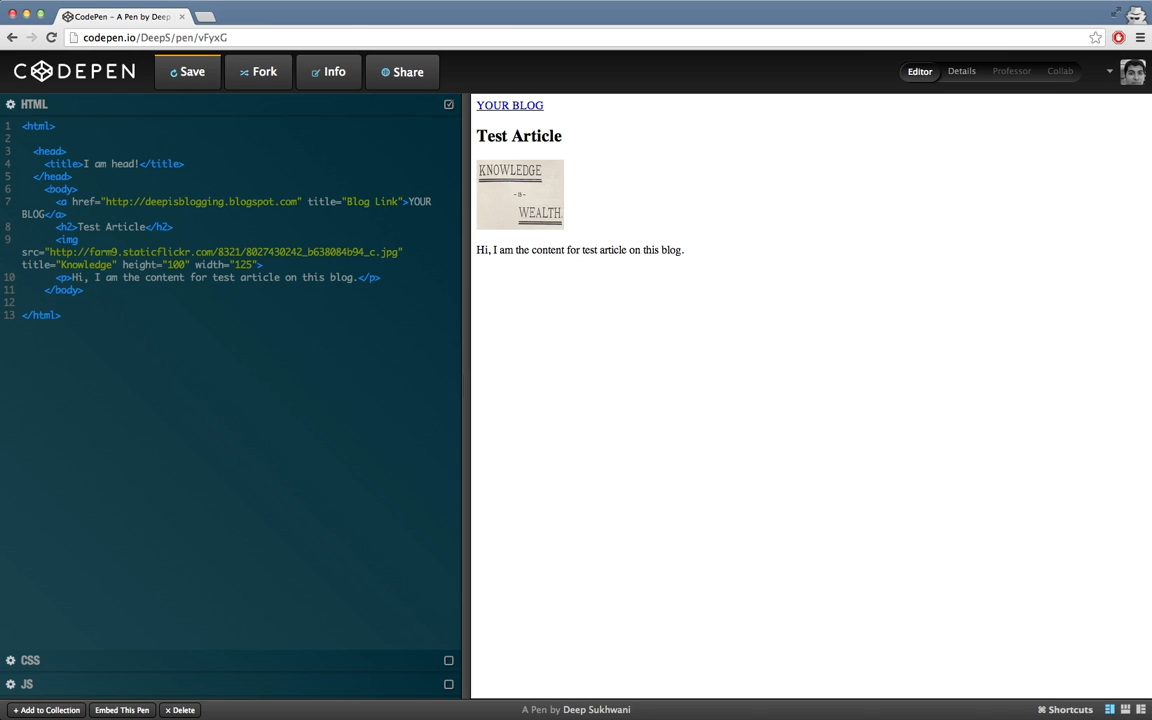 CodePen - A Pen by Deep
codepen.io/DeepS/pen/vFyxG
CODEPEN
Save
Fork
Info
Share
Editor
Details
Professor
Collab
HTML
1 <html>
2
3 <head>
4 <title>I am head!</title>
5 </head>
6 <body>
7 <a href="http://deepisblogging.blogspot.com" title="Blog Link">YOUR
BLOG</a>
8 <h2>Test Article</h2>
9 <img
src="http://farm9.staticflickr.com/8321/8027430242_b638084b94_c.jpg"
title="Knowledge" height="100" width="125">
10 <p>Hi, I am the content for test article on this blog.</p>
11 </body>
12
13 </html>
CSS
JS
YOUR BLOG
Test Article
KNOWLEDGE
-IS-
WEALTH.
Hi, I am the content for test article on this blog.
+ Add to Collection
Embed This Pen
× Delete
A Pen by Deep Sukhwani
⌘ Shortcuts